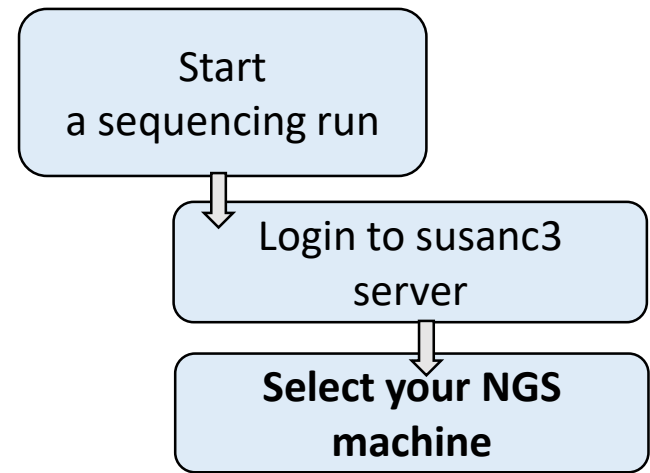 Start
a sequencing run
Login to susanc3
server
Select your NGS
machine